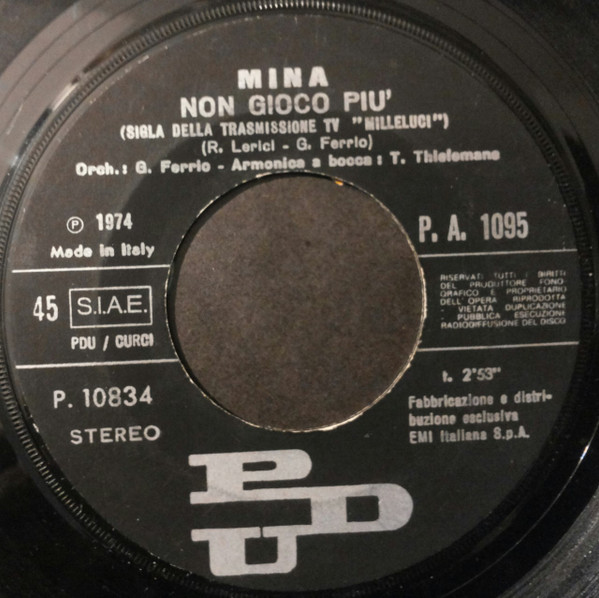 MINA
NON GIOCO PIU'
(SIGLA DELLA TRASMISSIONE TV "MILLELUCI")
(R. Lerici - G. Ferrio)
Orch.: G. Ferrio - Armonica a bocca: T. Thielemans
℗ 1974
Made in Italy
P. A. 1095
45 S.I.A.E.
PDU / CURCI
RISERVATI TUTTI I DIRITTI
DEL PRODUTTORE FONO-
GRAFICO E PROPRIETARIO
DELL'OPERA RIPRODOTTA
- VIETATA DUPLICAZIONE -
PUBBLICA ESECUZIONE
RADIODIFFUSIONE DEL DISCO
P. 10834
STEREO
t. 2'53"
Fabbricazione e distri-
buzione esclusiva
EMI Italiana S.p.A.
PDU